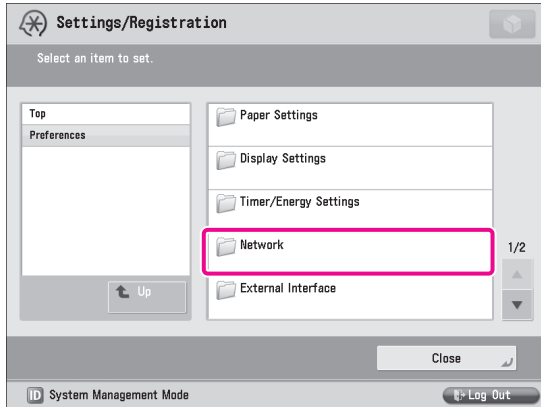 Settings/Registration
Select an item to set.
Top
Preferences
Up
Paper Settings
Display Settings
Timer/Energy Settings
Network
External Interface
1/2
Close
ID System Management Mode
Log Out